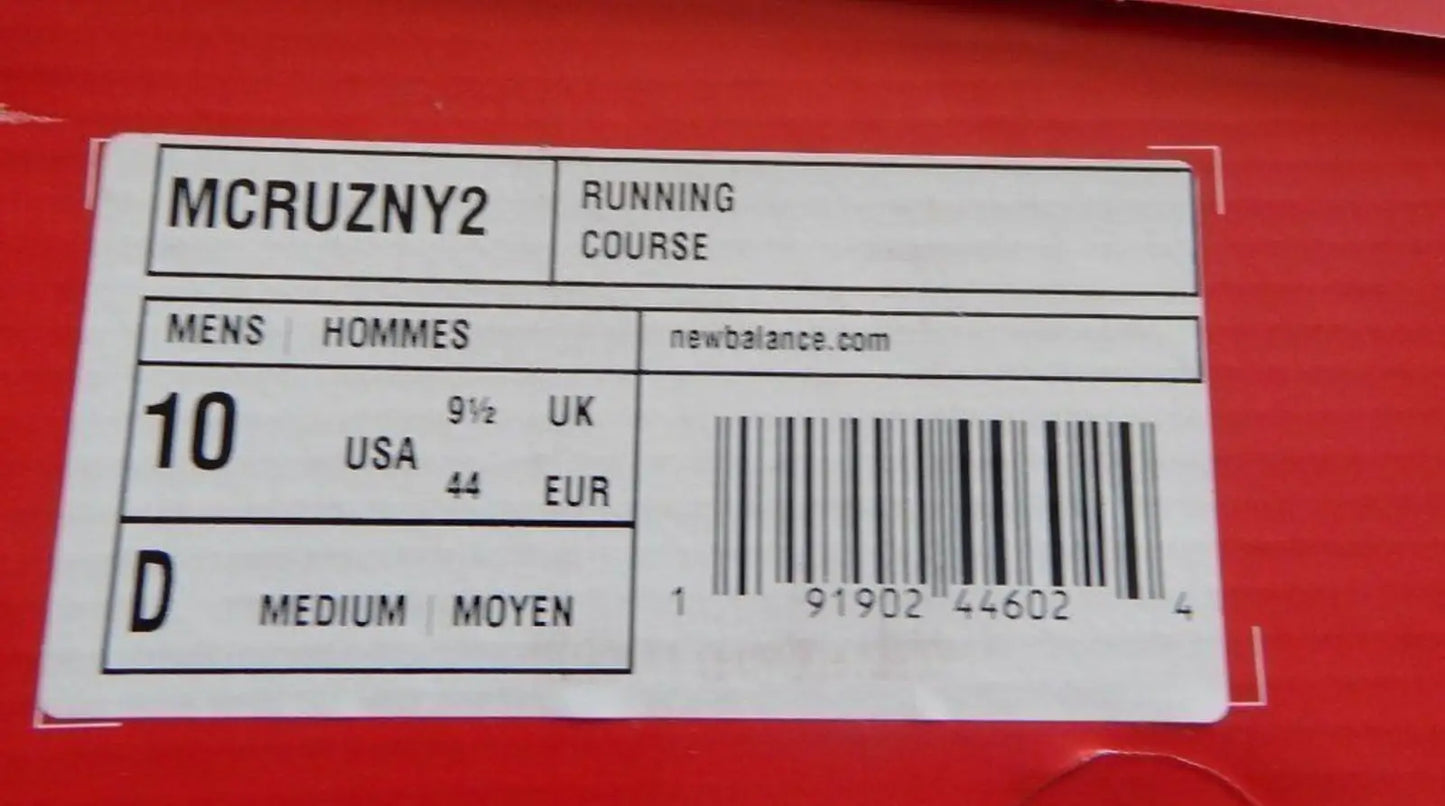 MCRUZNY2
RUNNING
COURSE
MENS | HOMMES
newbalance.com
10 USA
9½ UK
44 EUR
D MEDIUM | MOYEN
1 91902 44602 4